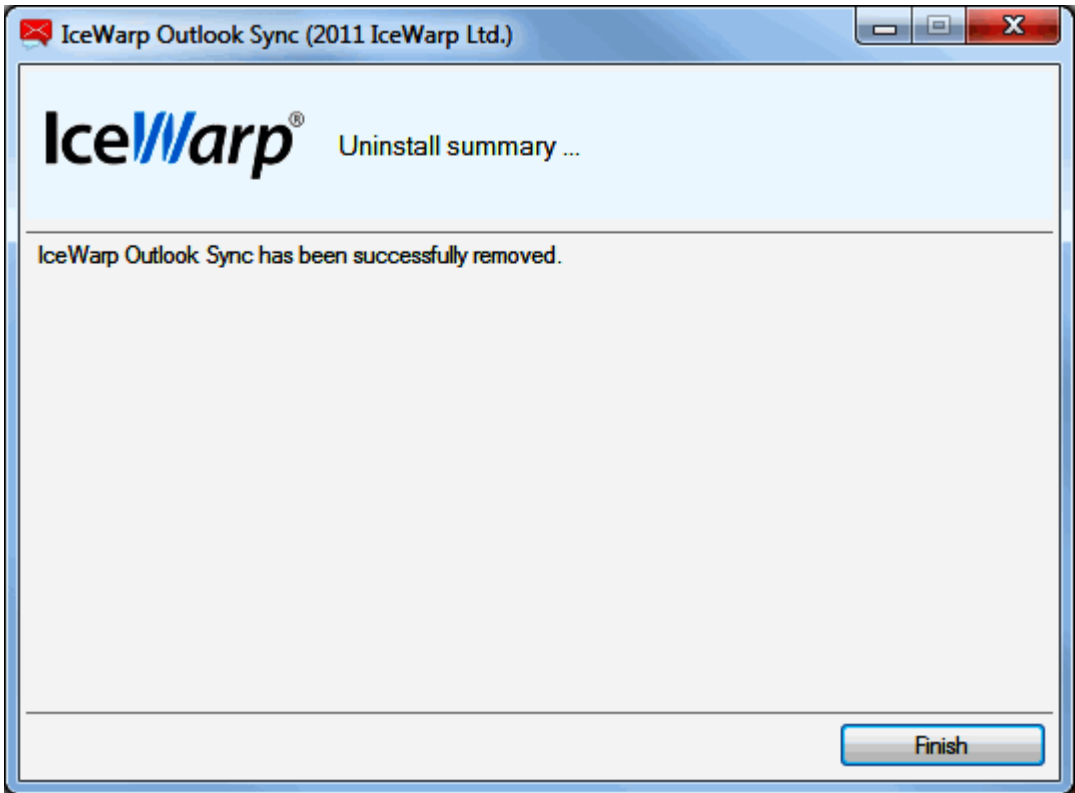 IceWarp Outlook Sync (2011 IceWarp Ltd.)
IceWarp® Uninstall summary ...
IceWarp Outlook Sync has been successfully removed.
Finish